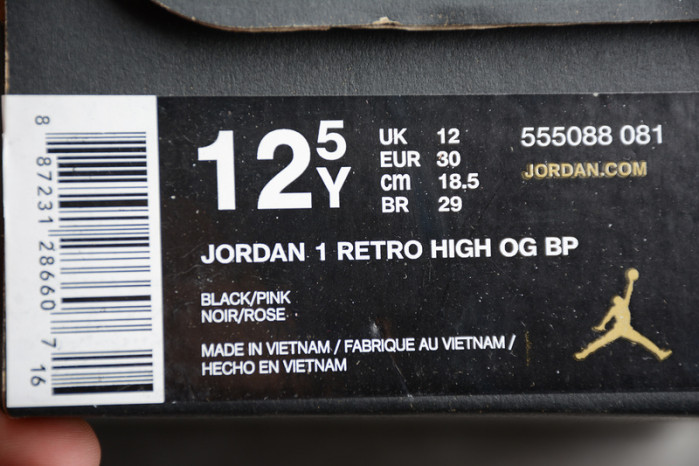 8 87231 28660 7 16
12 5Y
UK 12
EUR 30
cm 18.5
BR 29
555088 081
JORDAN.COM
JORDAN 1 RETRO HIGH OG BP
BLACK/PINK
NOIR/ROSE
MADE IN VIETNAM / FABRIQUE AU VIETNAM /
HECHO EN VIETNAM